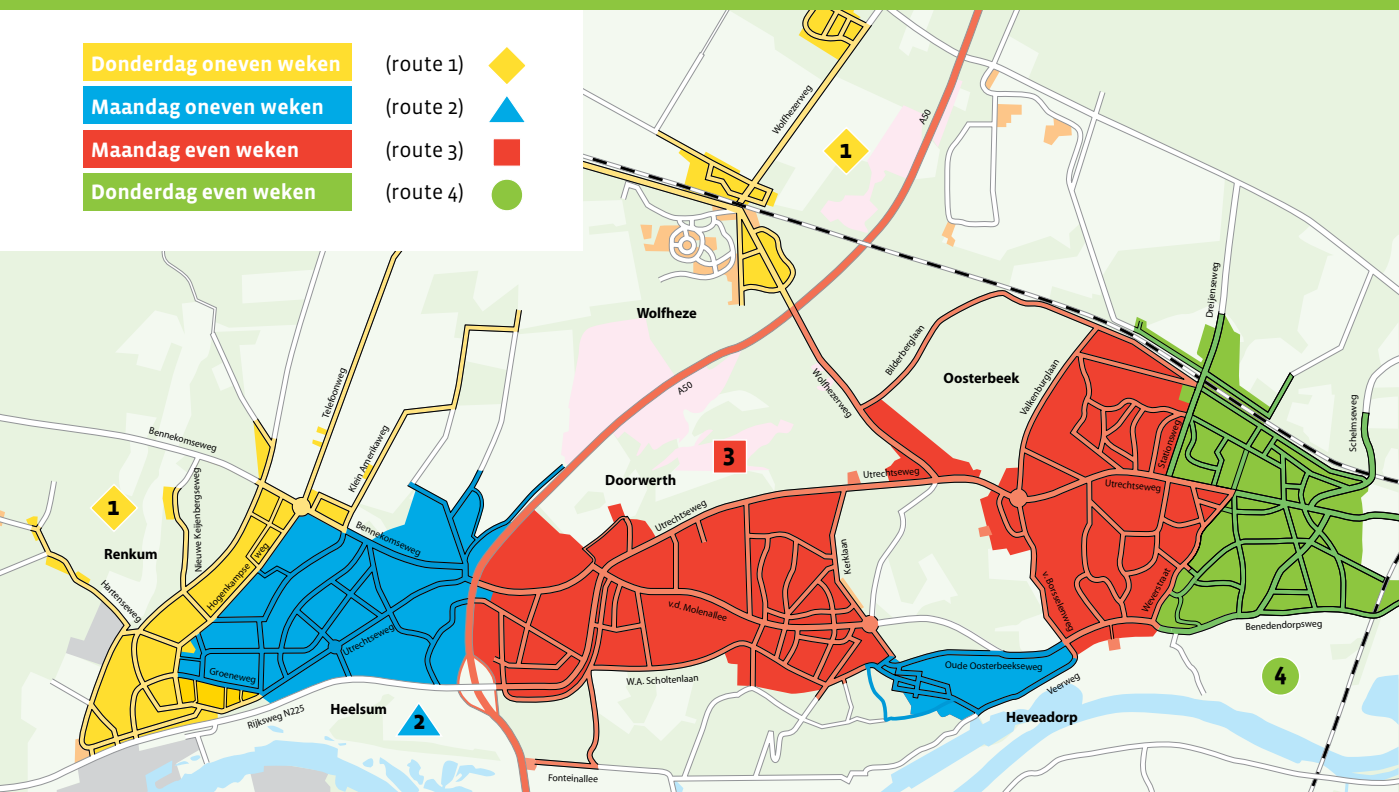 Donderdag oneven weken (route 1)
Maandag oneven weken (route 2)
Maandag even weken (route 3)
Donderdag even weken (route 4)
Wolfhezerweg
A50
1
Dreijenseweg
Wolfheze
Bilderberglaan
Oosterbeek
Valkenburglaan
A50
Wolfhezerweg
Telefoonweg
Schelmseweg
Bennekomseweg
Klein Amerikaweg
Stationsweg
3
Doorwerth
Utrechtseweg
Utrechtseweg
Utrechtseweg
1
Nieuwe Keijenbergseweg
Renkum
Bennekomseweg
Kerklaan
Hogenkampseweg
Hartenseweg
v.d. Molenallee
v. Borsselenweg
Weverstraat
Utrechtseweg
Benedendorpsweg
Groeneweg
Oude Oosterbeekseweg
W.A. Scholtenlaan
Veerweg
4
Rijksweg N225
Heelsum
2
Heveadorp
Fonteinallee